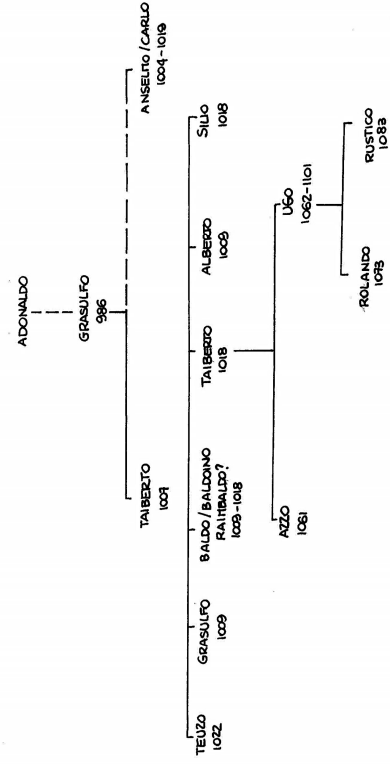 ADONALDO
GRASULFO
986
TAIBERTO
1007
ANSELMO/CARLO
1004-1019
TEUZO
1022
GRASULFO
1009
BALDO/BALDOINO
RAIMBALDO?
1009-1018
TAIBERTO
1018
ALBERTO
1009
SILIO
1018
AZZO
1061
UGO
1062-1101
ROLANDO
1073
RUSTICO
1083